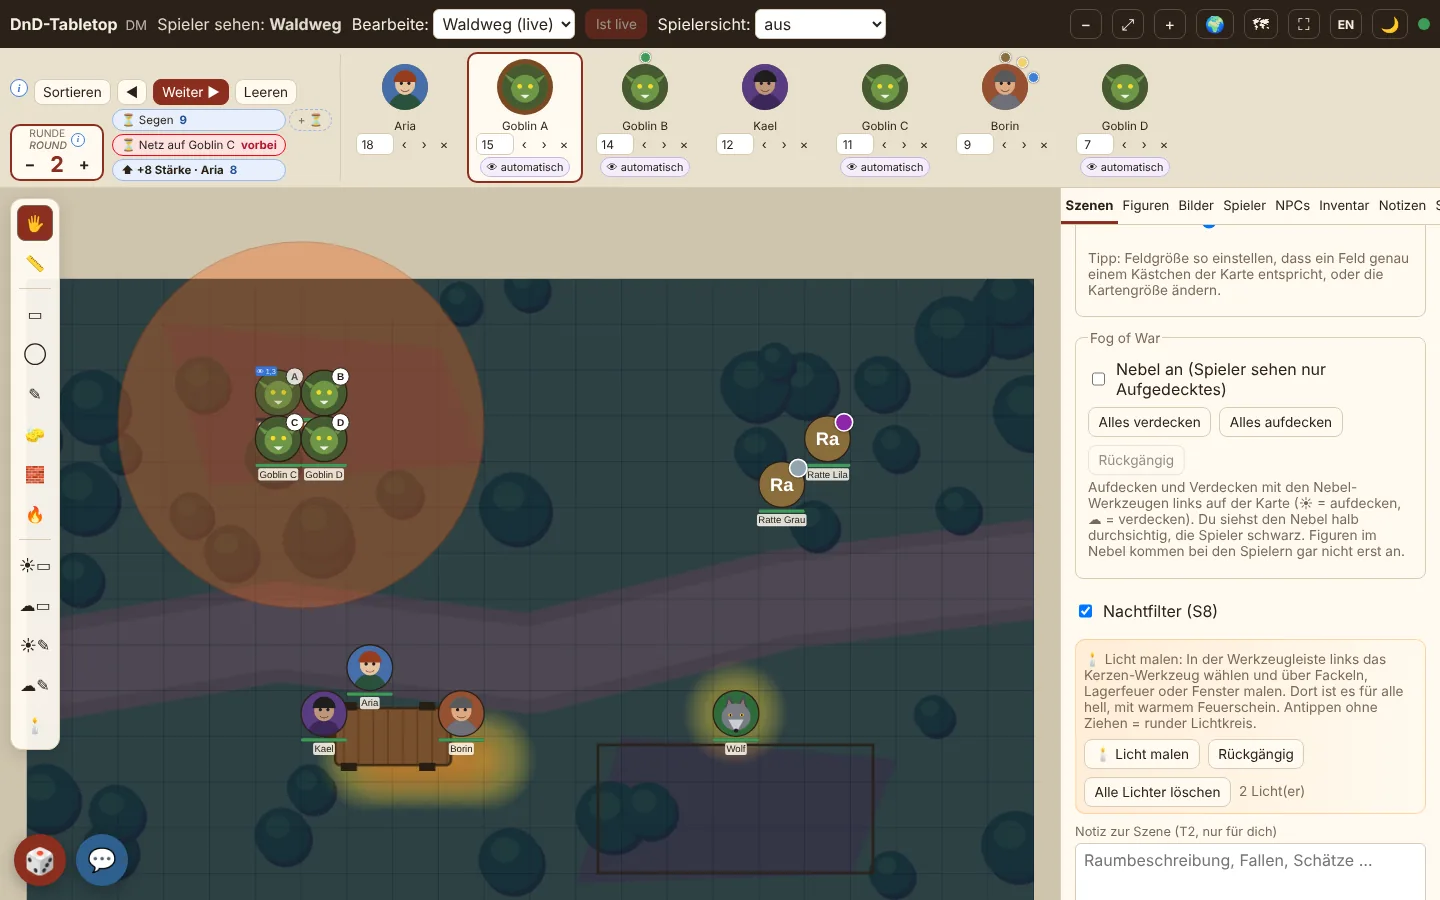 DnD-Tabletop DM Spieler sehen: Waldweg Bearbeite: Waldweg (live) Ist live Spielersicht: aus − + EN
i Sortieren ◀ Weiter ▶ Leeren
RUNDE
ROUND i
− 2 +
Segen 9 +
Netz auf Goblin C vorbei
+8 Stärke · Aria 8
Aria Goblin A Goblin B Kael Goblin C Borin Goblin D
18 ‹ › × 15 ‹ › × 14 ‹ › × 12 ‹ › × 11 ‹ › × 9 ‹ › × 7 ‹ › ×
automatisch automatisch automatisch automatisch
Szenen Figuren Bilder Spieler NPCs Inventar Notizen S
Tipp: Feldgröße so einstellen, dass ein Feld genau
einem Kästchen der Karte entspricht, oder die
Kartengröße ändern.
Fog of War
Nebel an (Spieler sehen nur
Aufgedecktes)
Alles verdecken Alles aufdecken
Rückgängig
Aufdecken und Verdecken mit den Nebel-
Werkzeugen links auf der Karte (☀ = aufdecken,
☁ = verdecken). Du siehst den Nebel halb
durchsichtig, die Spieler schwarz. Figuren im
Nebel kommen bei den Spielern gar nicht erst an.
Nachtfilter (S8)
Licht malen: In der Werkzeugleiste links das
Kerzen-Werkzeug wählen und über Fackeln,
Lagerfeuer oder Fenster malen. Dort ist es für alle
hell, mit warmem Feuerschein. Antippen ohne
Ziehen = runder Lichtkreis.
Licht malen Rückgängig
Alle Lichter löschen 2 Licht(er)
Notiz zur Szene (T2, nur für dich)
Raumbeschreibung, Fallen, Schätze ...
1,3 A B
C D
Goblin C Goblin D
Ra
Ratte Lila
Ra
Ratte Grau
Aria
Kael Borin
Wolf